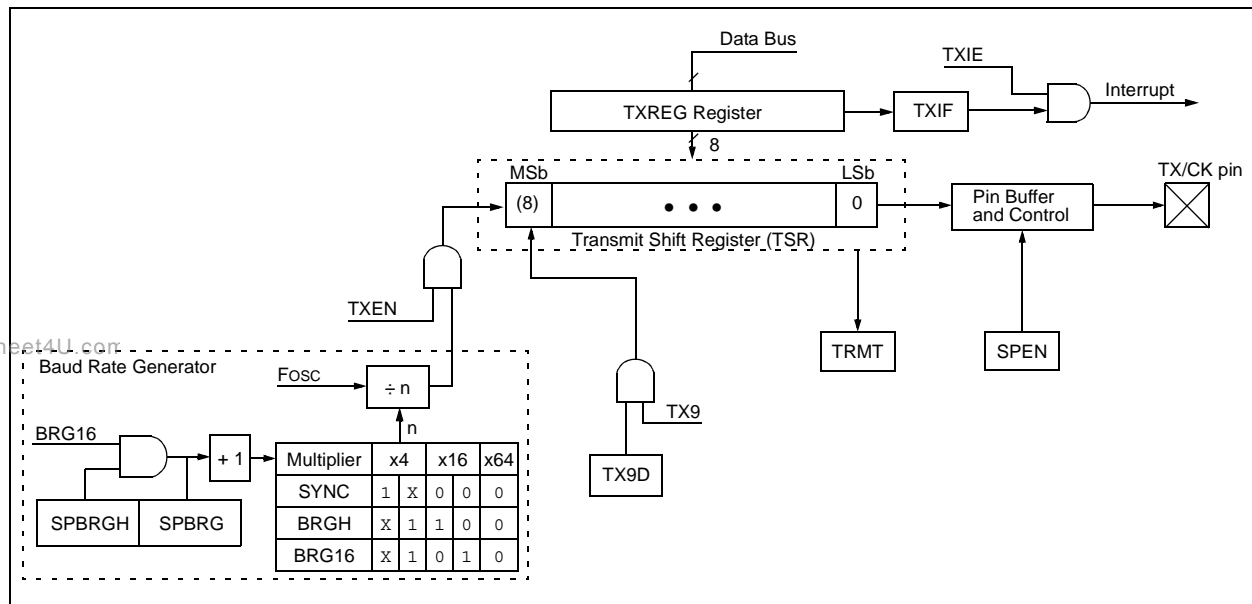 Data Bus
TXIE
Interrupt
TXREG Register
TXIF
8
MSb
LSb
TX/CK pin
(8)
• • •
0
Pin Buffer
and Control
Transmit Shift Register (TSR)
TXEN
TRMT
SPEN
heet4U.com
Baud Rate Generator
FOSC
÷ n
TX9
n
BRG16
+ 1
Multiplier x4 x16 x64
TX9D
SYNC 1 X 0 0 0
SPBRGH SPBRG
BRGH X 1 1 0 0
BRG16 X 1 0 1 0